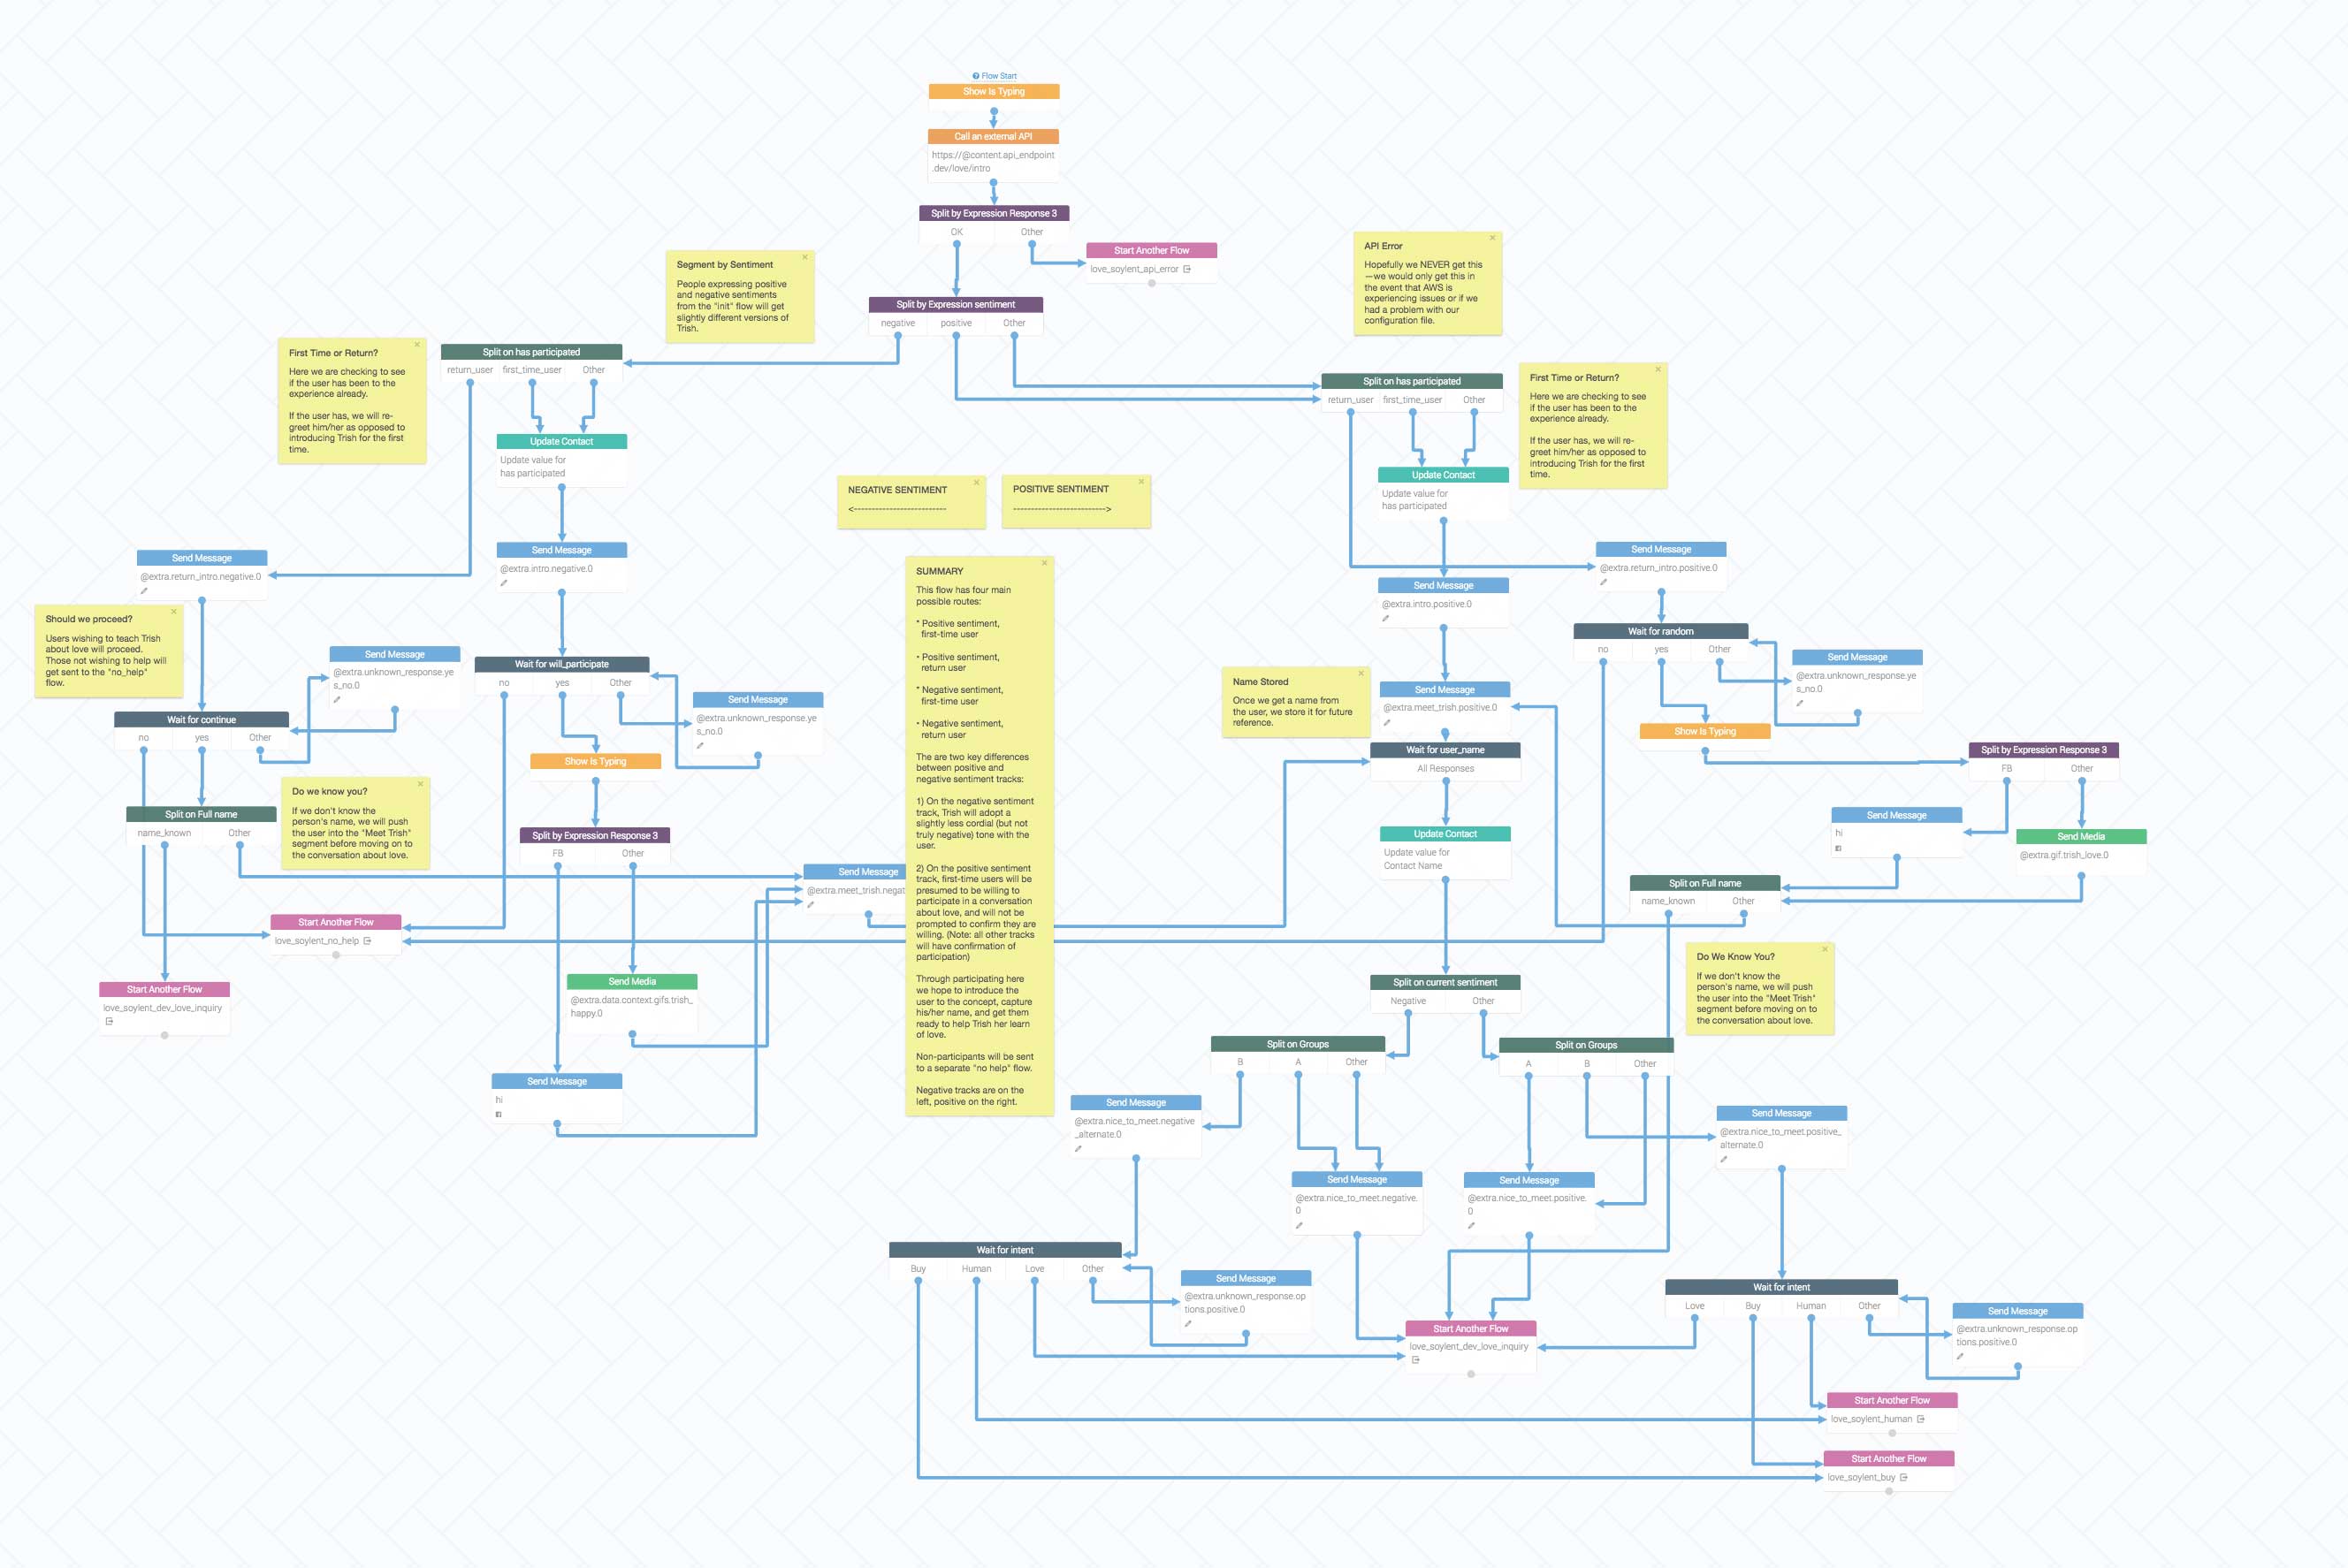 Flow Start
Show Is Typing
Call an external API
https://@content.api_endpoint
.dev/love/intro
Split by Expression Response 3
OK
Other
Start Another Flow
love_soylent_api_error
Segment by Sentiment
People expressing positive
and negative sentiments
from the "init" flow will get
slightly different versions of
Trish.
API Error
Hopefully we NEVER get this
—we would only get this in
the event that AWS is
experiencing issues or if we
had a problem with our
configuration file.
Split by Expression sentiment
negative
positive
Other
First Time or Return?
Here we are checking to see
if the user has been to the
experience already.
If the user has, we will re-
greet him/her as opposed to
introducing Trish for the first
time.
Split on has participated
return_user
first_time_user
Other
Update Contact
Update value for
has participated
Split on has participated
return_user
first_time_user
Other
First Time or Return?
Here we are checking to see
if the user has been to the
experience already.
If the user has, we will re-
greet him/her as opposed to
introducing Trish for the first
time.
Update Contact
Update value for
has participated
NEGATIVE SENTIMENT
<--------------------------
POSITIVE SENTIMENT
-------------------------->
Send Message
@extra.return_intro.negative.0
Send Message
@extra.intro.negative.0
Should we proceed?
Users wishing to teach Trish
about love will proceed.
Those not wishing to help will
get sent to the "no_help"
flow.
Send Message
@extra.unknown_response.ye
s_no.0
Wait for will_participate
no
yes
Other
Send Message
@extra.unknown_response.ye
s_no.0
Wait for continue
no
yes
Other
Show Is Typing
Do we know you?
If we don't know the
person's name, we will push
the user into the "Meet Trish"
segment before moving on to
the conversation about love.
Split on Full name
name_known
Other
Split by Expression Response 3
FB
Other
Send Message
@extra.meet_trish.negat
Start Another Flow
love_soylent_no_help
Start Another Flow
love_soylent_dev_love_inquiry
Send Media
@extra.data.context.gifs.trish_
happy.0
Send Message
hi
SUMMARY
This flow has four main
possible routes:
* Positive sentiment,
first-time user
• Positive sentiment,
return user
* Negative sentiment,
first-time user
• Negative sentiment,
return user
The are two key differences
between positive and
negative sentiment tracks:
1) On the negative sentiment
track, Trish will adopt a
slightly less cordial (but not
truly negative) tone with the
user.
2) On the positive sentiment
track, first-time users will be
presumed to be willing to
participate in a conversation
about love, and will not be
prompted to confirm they are
willing. (Note: all other tracks
will have confirmation of
participation)
Through participating here
we hope to introduce the
user to the concept, capture
his/her name, and get them
ready to help Trish her learn
of love.
Non-participants will be sent
to a separate "no help" flow.
Negative tracks are on the
left, positive on the right.
Send Message
@extra.intro.positive.0
Send Message
@extra.return_intro.positive.0
Wait for random
no
yes
Other
Send Message
@extra.unknown_response.ye
s_no.0
Name Stored
Once we get a name from
the user, we store it for future
reference.
Send Message
@extra.meet_trish.positive.0
Wait for user_name
All Responses
Show Is Typing
Split by Expression Response 3
FB
Other
Send Message
hi
Send Media
@extra.gif.trish_love.0
Update Contact
Update value for
Contact Name
Split on Full name
name_known
Other
Do We Know You?
If we don't know the
person's name, we will push
the user into the "Meet Trish"
segment before moving on to
the conversation about love.
Split on current sentiment
Negative
Other
Split on Groups
B
A
Other
Split on Groups
A
B
Other
Send Message
@extra.nice_to_meet.negative
_alternate.0
Send Message
@extra.nice_to_meet.positive_
alternate.0
Send Message
@extra.nice_to_meet.negative.
0
Send Message
@extra.nice_to_meet.positive.
0
Wait for intent
Buy
Human
Love
Other
Send Message
@extra.unknown_response.op
tions.positive.0
Wait for intent
Love
Buy
Human
Other
Send Message
@extra.unknown_response.op
tions.positive.0
Start Another Flow
love_soylent_dev_love_inquiry
Start Another Flow
love_soylent_human
Start Another Flow
love_soylent_buy